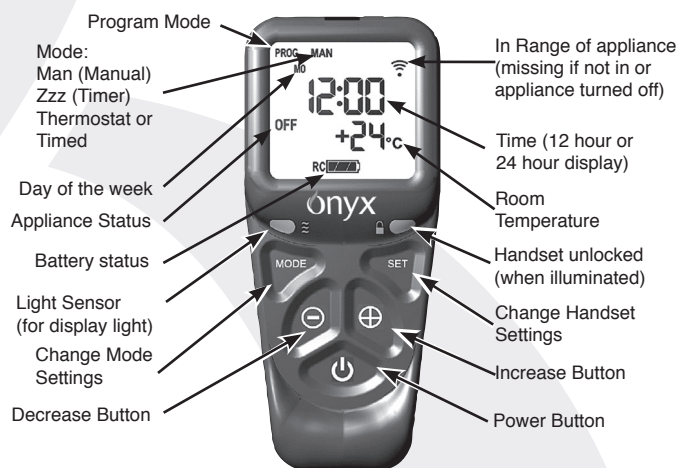 Program Mode
Mode:
Man (Manual)
Zzz (Timer)
Thermostat or
Timed
Day of the week
Appliance Status
Battery status
Light Sensor
(for display light)
Change Mode
Settings
Decrease Button
PROG MAN
MO
12:00
OFF
+24°C
RC
onyx
MODE
SET
In Range of appliance
(missing if not in or
appliance turned off)
Time (12 hour or
24 hour display)
Room
Temperature
Handset unlocked
(when illuminated)
Change Handset
Settings
Increase Button
Power Button